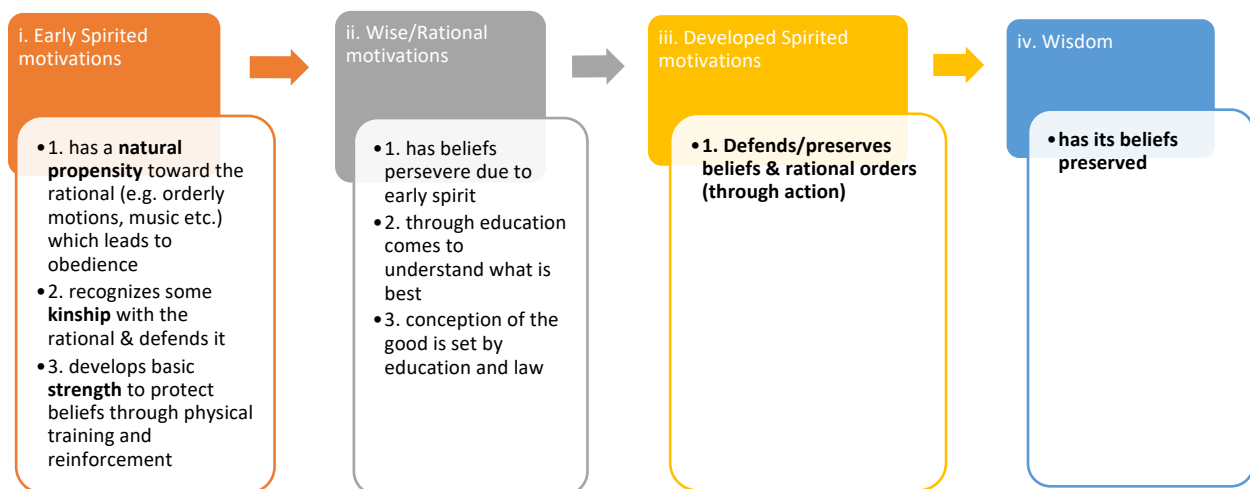 i. Early Spirited
motivations
•1. has a natural
propensity toward the
rational (e.g. orderly
motions, music etc.)
which leads to
obedience
•2. recognizes some
kinship with the
rational & defends it
•3. develops basic
strength to protect
beliefs through physical
training and
reinforcement
ii. Wise/Rational
motivations
•1. has beliefs
persevere due to
early spirit
•2. through education
comes to
understand what is
best
•3. conception of the
good is set by
education and law
iii. Developed Spirited
motivations
•1. Defends/preserves
beliefs & rational orders
(through action)
iv. Wisdom
•has its beliefs
preserved